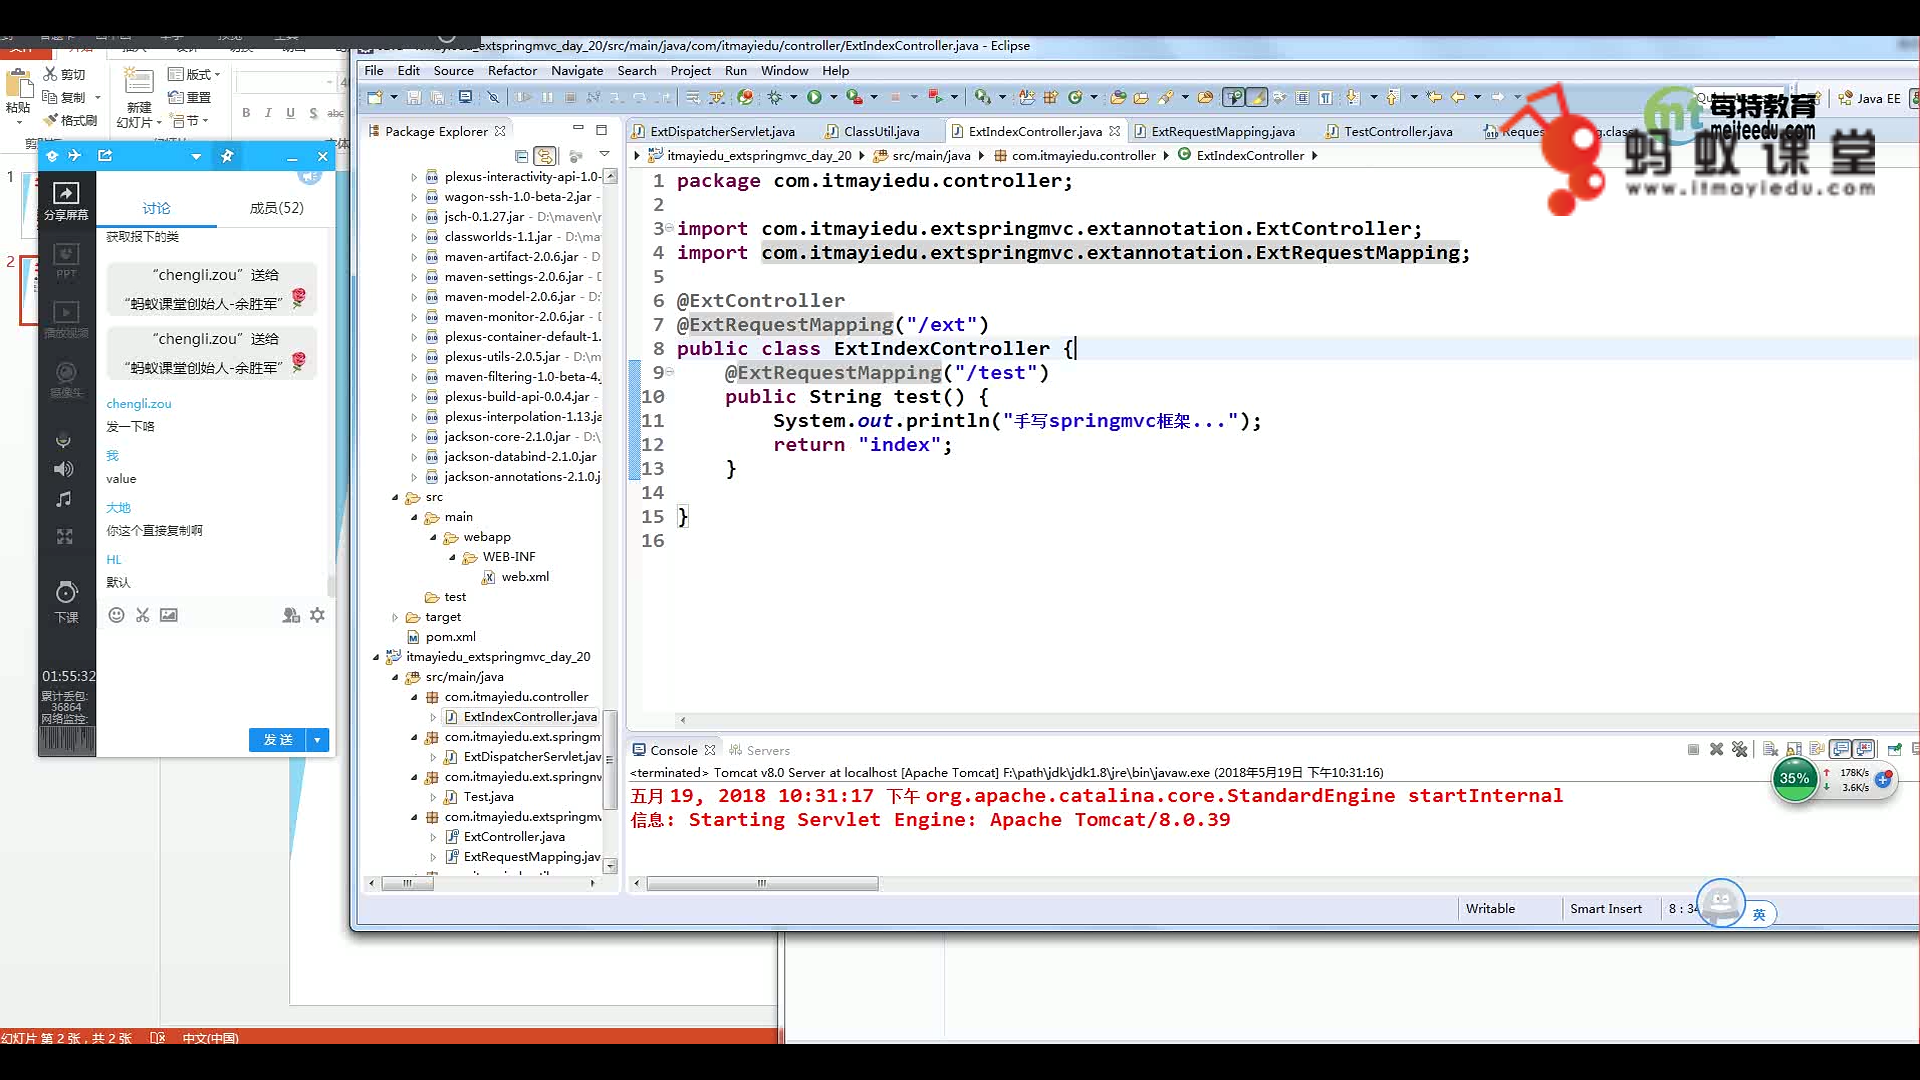 itmayiedu_extspringmvc_day_20/src/main/java/com/itmayiedu/controller/ExtIndexController.java - Eclipse
File Edit Source Refactor Navigate Search Project Run Window Help
剪切
复制
格式刷
粘贴
新建
幻灯片
版式
重置
节
B I U S abc
Java EE
每特教育
meiteedu.com
蚂蚁课堂
www.itmayiedu.com
Package Explorer
ExtDispatcherServlet.java ClassUtil.java ExtIndexController.java ExtRequestMapping.java TestController.java
itmayiedu_extspringmvc_day_20 src/main/java com.itmayiedu.controller ExtIndexController
1
2
分享屏幕
PPT
播放视频
摄像头
下课
01:55:32
累计丢包:
36864
网络监控:
讨论 成员(52)
获取报下的类
“chengli.zou”送给
“蚂蚁课堂创始人-余胜军”
“chengli.zou”送给
“蚂蚁课堂创始人-余胜军”
chengli.zou
发一下咯
我
value
大地
你这个直接复制啊
HL
默认
发送
plexus-interactivity-api-1.0-
wagon-ssh-1.0-beta-2.jar -
jsch-0.1.27.jar - D:\maven\r
classworlds-1.1.jar - D:\ma
maven-artifact-2.0.6.jar - D:
maven-settings-2.0.6.jar - D
maven-model-2.0.6.jar - D:
maven-monitor-2.0.6.jar -
plexus-container-default-1.
plexus-utils-2.0.5.jar - D:\m
maven-filtering-1.0-beta-4.
plexus-build-api-0.0.4.jar -
plexus-interpolation-1.13.ja
jackson-core-2.1.0.jar - D:\
jackson-databind-2.1.0.jar
jackson-annotations-2.1.0.j
src
main
webapp
WEB-INF
web.xml
test
target
pom.xml
itmayiedu_extspringmvc_day_20
src/main/java
com.itmayiedu.controller
ExtIndexController.java
com.itmayiedu.ext.springm
ExtDispatcherServlet.jav
com.itmayiedu.ext.springn
Test.java
com.itmayiedu.extspringmv
ExtController.java
ExtRequestMapping.jav
1 package com.itmayiedu.controller;
2
3 import com.itmayiedu.extspringmvc.extannotation.ExtController;
4 import com.itmayiedu.extspringmvc.extannotation.ExtRequestMapping;
5
6 @ExtController
7 @ExtRequestMapping("/ext")
8 public class ExtIndexController {
9 @ExtRequestMapping("/test")
10 public String test() {
11 System.out.println("手写springmvc框架...");
12 return "index";
13 }
14
15 }
16
Console Servers
<terminated> Tomcat v8.0 Server at localhost [Apache Tomcat] F:\path\jdk\jdk1.8\jre\bin\javaw.exe (2018年5月19日 下午10:31:16)
五月 19, 2018 10:31:17 下午 org.apache.catalina.core.StandardEngine startInternal
信息: Starting Servlet Engine: Apache Tomcat/8.0.39
35% 178K/s
3.6K/s
Writable Smart Insert 8 : 34
英
幻灯片 第 2 张，共 2 张 中文(中国)